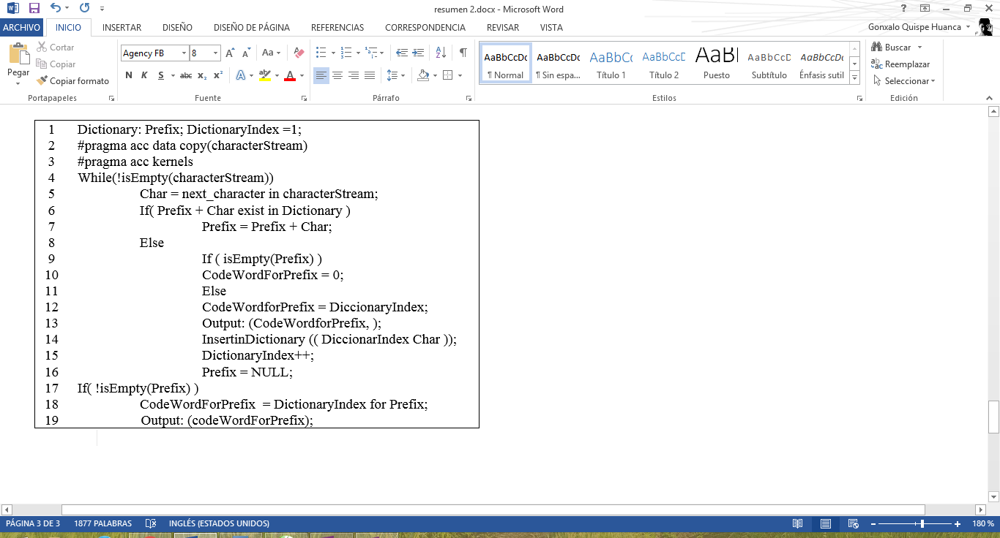 resumen 2.docx - Microsoft Word
ARCHIVO INICIO INSERTAR DISEÑO DISEÑO DE PÁGINA REFERENCIAS CORRESPONDENCIA REVISAR VISTA Gonxalo Quispe Huanca
Pegar
Cortar
Copiar
Copiar formato
Portapapeles
Agency FB 8 Aa
N K S abc x₂ x² A A
Fuente
Párrafo
AaBbCcDc AaBbCcDc AaBbCc AaBbCcD AaB AaBbCcD AaBbCcDc
¶ Normal ¶ Sin espa... Título 1 Título 2 Puesto Subtítulo Énfasis sutil
Estilos
Buscar
Reemplazar
Seleccionar
Edición
1 Dictionary: Prefix; DictionaryIndex =1;
2 #pragma acc data copy(characterStream)
3 #pragma acc kernels
4 While(!isEmpty(characterStream))
5 Char = next_character in characterStream;
6 If( Prefix + Char exist in Dictionary )
7 Prefix = Prefix + Char;
8 Else
9 If ( isEmpty(Prefix) )
10 CodeWordForPrefix = 0;
11 Else
12 CodeWordforPrefix = DiccionaryIndex;
13 Output: (CodeWordforPrefix, );
14 InsertinDictionary (( DiccionarIndex Char ));
15 DictionaryIndex++;
16 Prefix = NULL;
17 If( !isEmpty(Prefix) )
18 CodeWordForPrefix = DictionaryIndex for Prefix;
19 Output: (codeWordForPrefix);
PÁGINA 3 DE 3 1877 PALABRAS INGLÉS (ESTADOS UNIDOS) 180 %